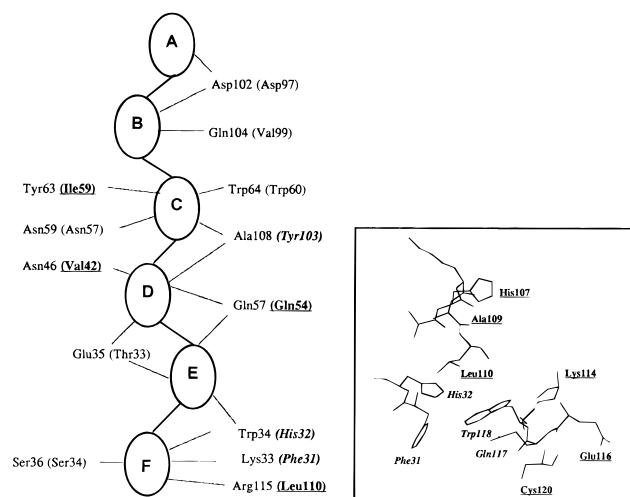 A
Asp102 (Asp97)
B
Gln104 (Val99)
Tyr63 (Ile59)
Trp64 (Trp60)
C
Asn59 (Asn57)
Ala108 (Tyr103)
Asn46 (Val42)
D
Gln57 (Gln54)
Glu35 (Thr33)
E
Trp34 (His32)
Ser36 (Ser34)
F
Lys33 (Phe31)
Arg115 (Leu110)
His107
Ala109
Leu110
Lys114
His32
Trp118
Phe31
Gln117
Glu116
Cys120